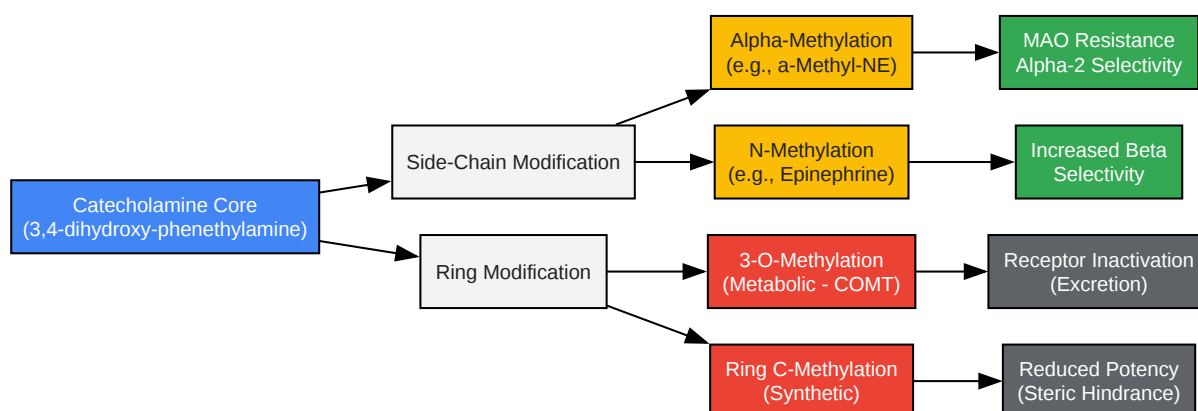 Catecholamine Core
(3,4-dihydroxy-phenethylamine)
Side-Chain Modification
Ring Modification
Alpha-Methylation
(e.g., a-Methyl-NE)
N-Methylation
(e.g., Epinephrine)
3-O-Methylation
(Metabolic - COMT)
Ring C-Methylation
(Synthetic)
MAO Resistance
Alpha-2 Selectivity
Increased Beta
Selectivity
Receptor Inactivation
(Excretion)
Reduced Potency
(Steric Hindrance)